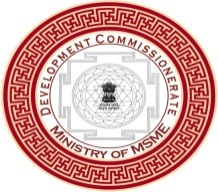 DEVELOPMENT COMMISSIONERATE
MINISTRY OF MSME